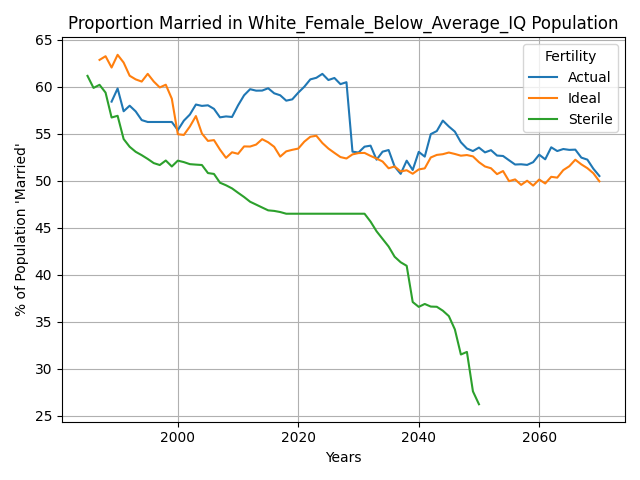 Proportion Married in White_Female_Below_Average_IQ Population
% of Population 'Married'
65
60
55
50
45
40
35
30
25
Fertility
Actual
Ideal
Sterile
2000 2020 2040 2060
Years